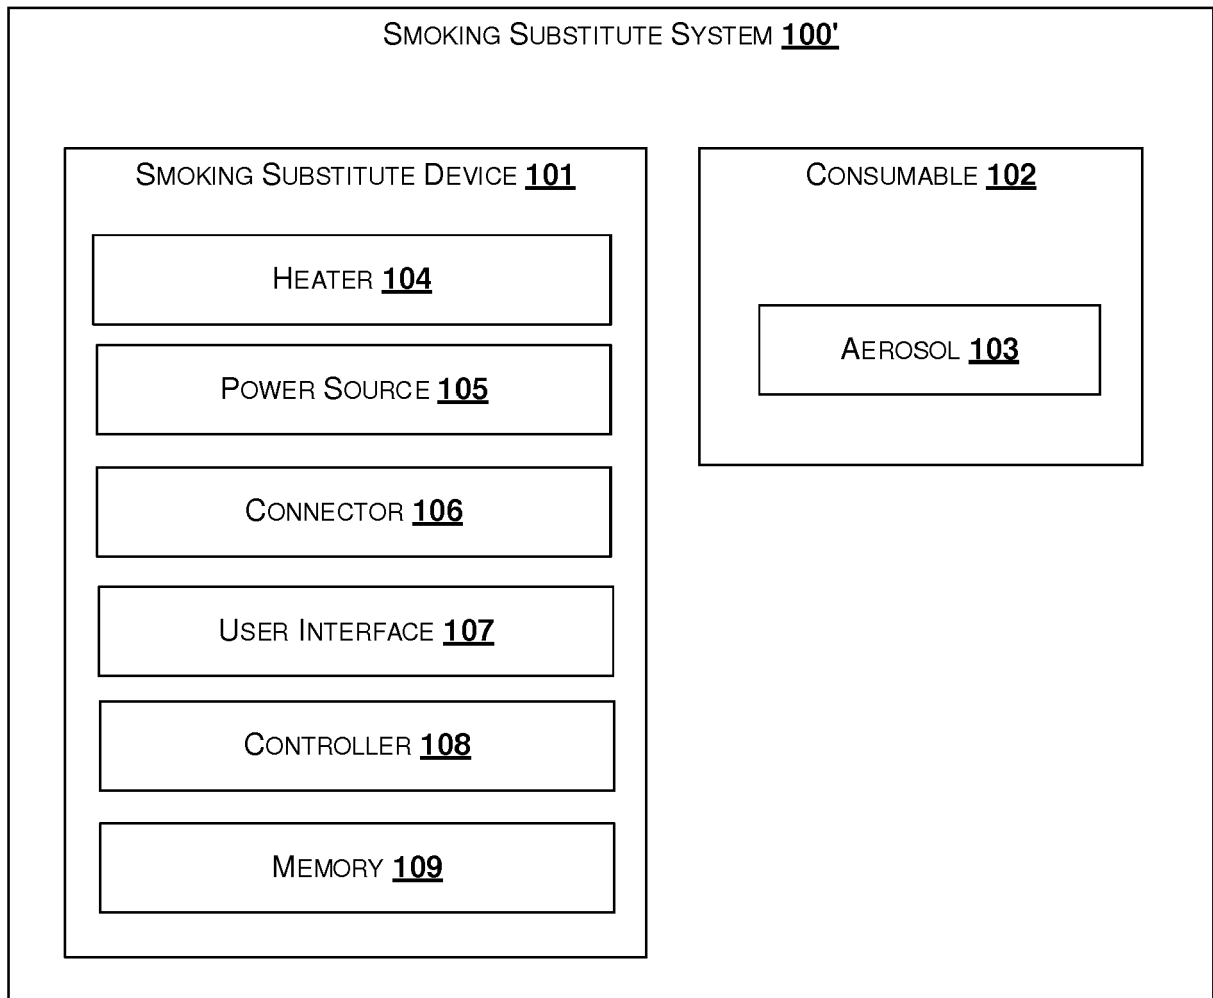 SMOKING SUBSTITUTE SYSTEM 100'
SMOKING SUBSTITUTE DEVICE 101
HEATER 104
POWER SOURCE 105
CONNECTOR 106
USER INTERFACE 107
CONTROLLER 108
MEMORY 109
CONSUMABLE 102
AEROSOL 103